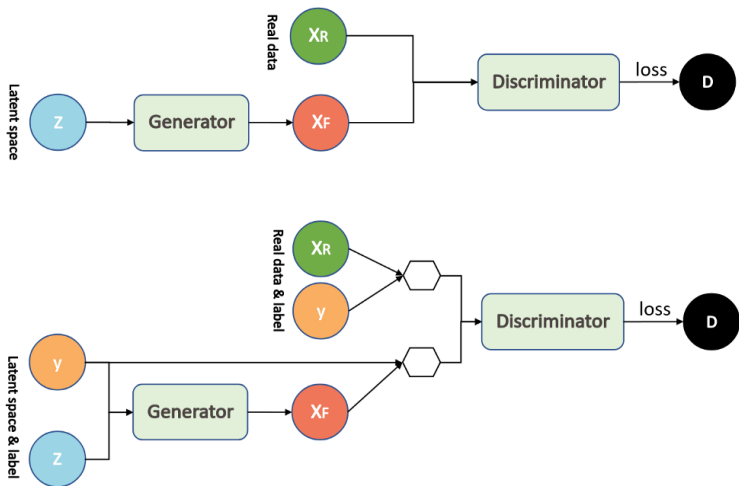 XR
Real data
Discriminator
loss
D
Latent space
Z
Generator
XF
XR
Real data & label
y
Discriminator
loss
D
y
Latent space & label
Generator
XF
Z